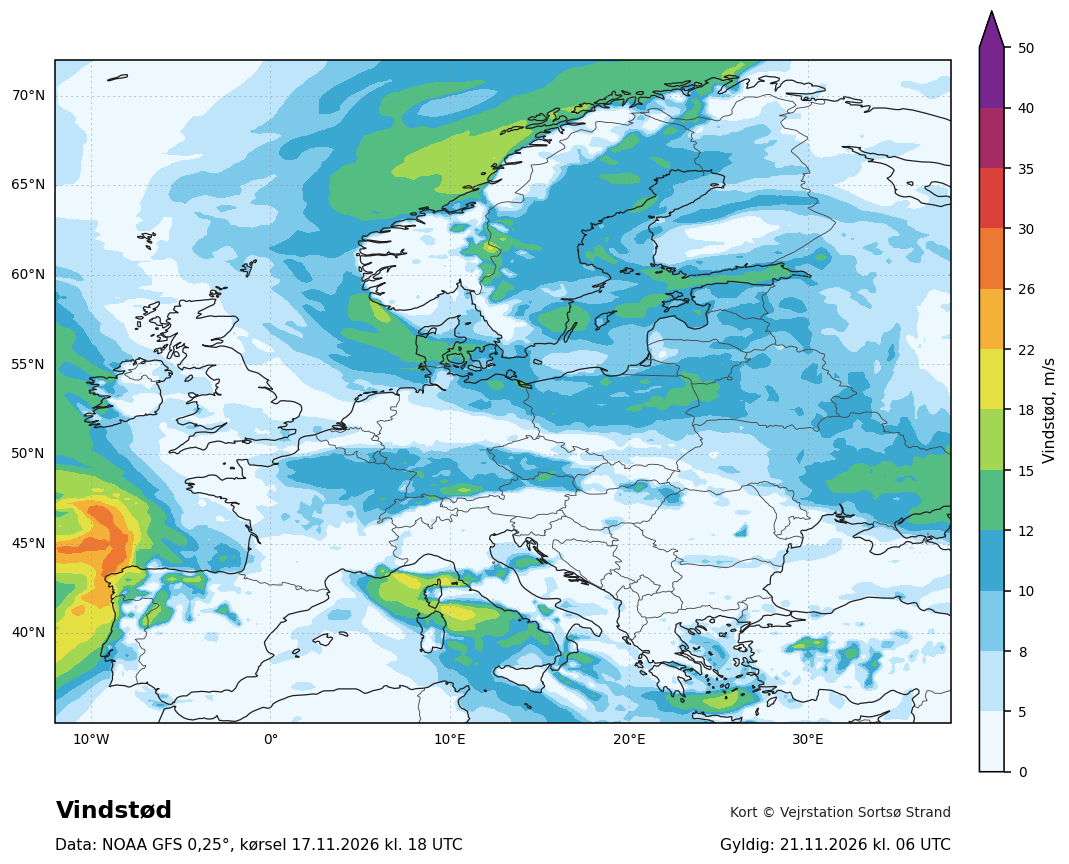 50
40
35
30
26
22
18
15
12
10
8
5
0
Vindstød, m/s
70°N
65°N
60°N
55°N
50°N
45°N
40°N
10°W
0°
10°E
20°E
30°E
Vindstød
Kort © Vejrstation Sortsø Strand
Data: NOAA GFS 0,25°, kørsel 17.11.2026 kl. 18 UTC
Gyldig: 21.11.2026 kl. 06 UTC